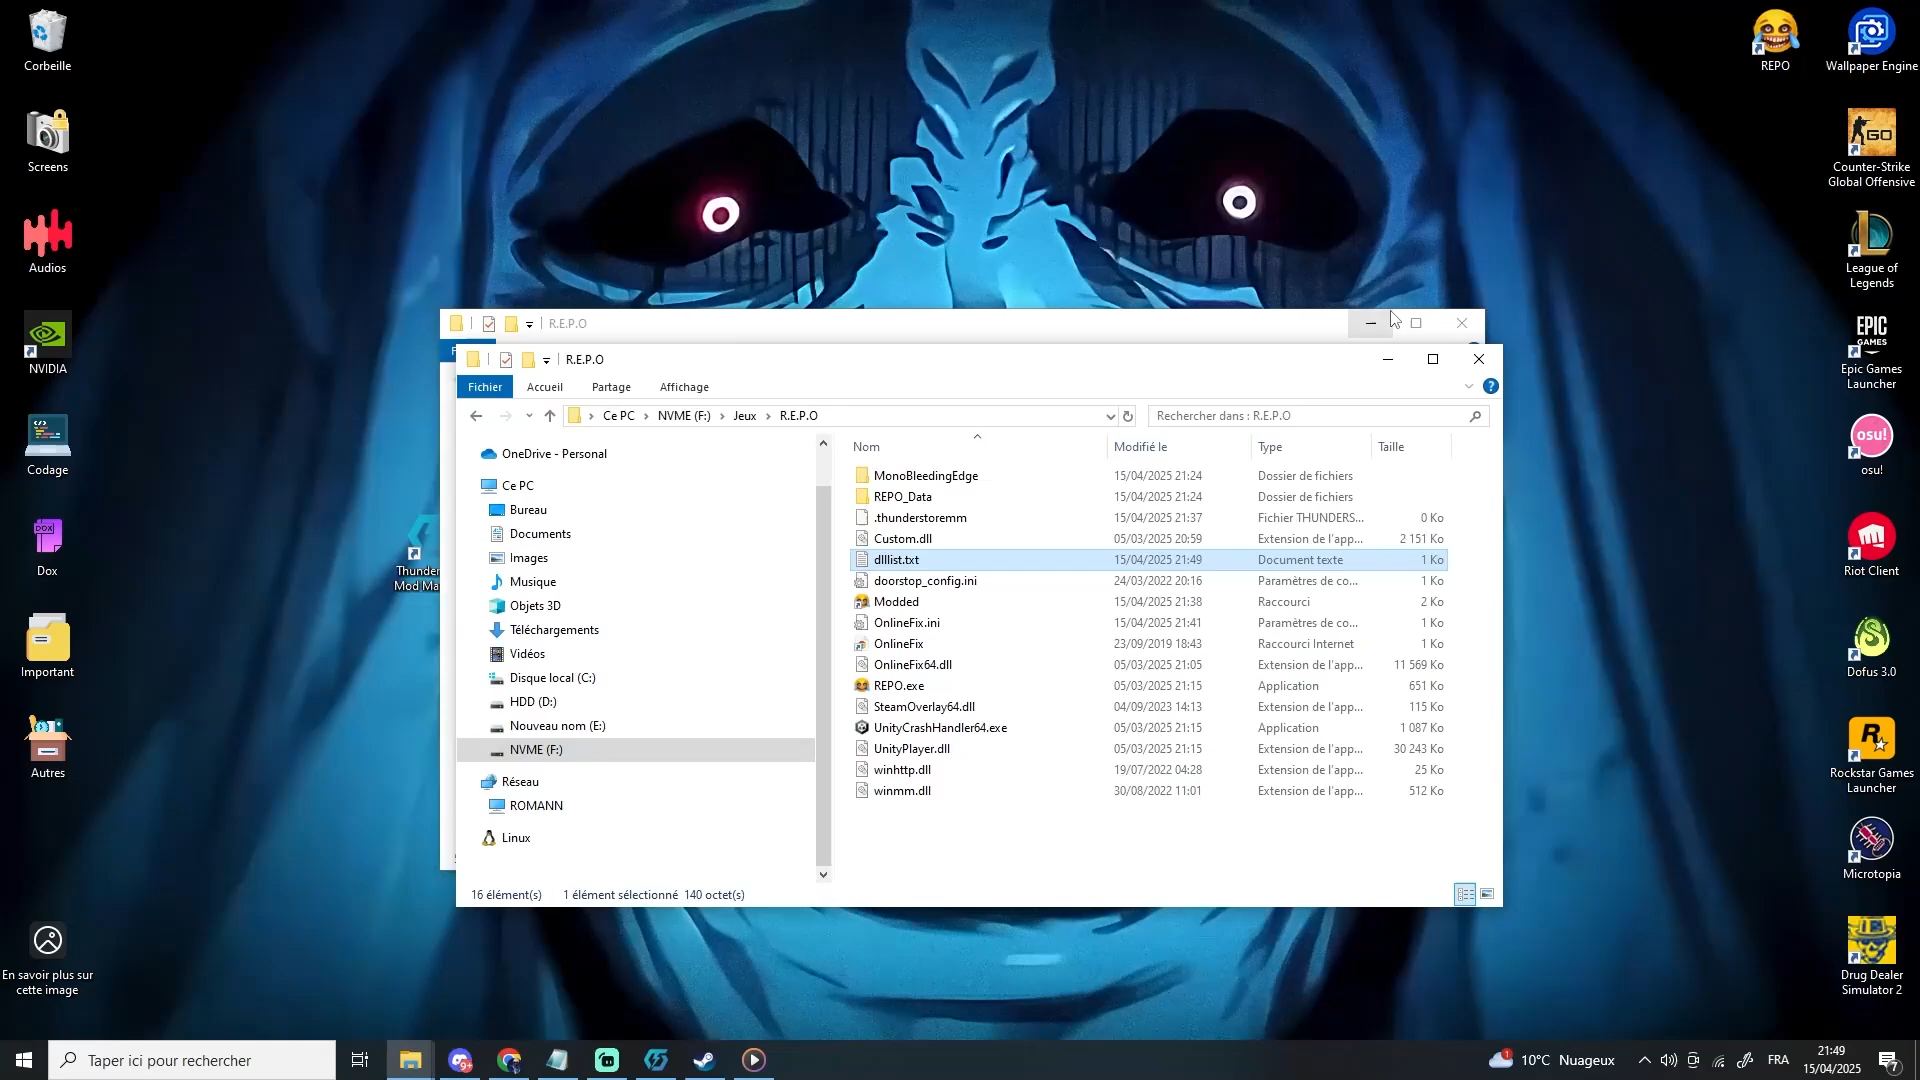 Corbeille
Screens
Audios
NVIDIA
Codage
Dox
DOX
Important
Autres
En savoir plus sur
cette image
Thunder
Mod Ma
REPO
Wallpaper Engine
GO
Counter-Strike
Global Offensive
League of
Legends
EPIC
GAMES
Epic Games
Launcher
osu!
osu!
Riot Client
Dofus 3.0
R
Rockstar Games
Launcher
Microtopia
Drug Dealer
Simulator 2
R.E.P.O
F
R.E.P.O
Fichier Accueil Partage Affichage
Ce PC NVME (F:) Jeux R.E.P.O
Rechercher dans : R.E.P.O
OneDrive - Personal
Ce PC
Bureau
Documents
Images
Musique
Objets 3D
Téléchargements
Vidéos
Disque local (C:)
HDD (D:)
Nouveau nom (E:)
NVME (F:)
Réseau
ROMANN
Linux
Nom Modifié le Type Taille
MonoBleedingEdge 15/04/2025 21:24 Dossier de fichiers
REPO_Data 15/04/2025 21:24 Dossier de fichiers
.thunderstoremm 15/04/2025 21:37 Fichier THUNDERS... 0 Ko
Custom.dll 05/03/2025 20:59 Extension de l'app... 2 151 Ko
dlllist.txt 15/04/2025 21:49 Document texte 1 Ko
doorstop_config.ini 24/03/2022 20:16 Paramètres de co... 1 Ko
Modded 15/04/2025 21:38 Raccourci 2 Ko
OnlineFix.ini 15/04/2025 21:41 Paramètres de co... 1 Ko
OnlineFix 23/09/2019 18:43 Raccourci Internet 1 Ko
OnlineFix64.dll 05/03/2025 21:05 Extension de l'app... 11 569 Ko
REPO.exe 05/03/2025 21:15 Application 651 Ko
SteamOverlay64.dll 04/09/2023 14:13 Extension de l'app... 115 Ko
UnityCrashHandler64.exe 05/03/2025 21:15 Application 1 087 Ko
UnityPlayer.dll 05/03/2025 21:15 Extension de l'app... 30 243 Ko
winhttp.dll 19/07/2022 04:28 Extension de l'app... 25 Ko
winmm.dll 30/08/2022 11:01 Extension de l'app... 512 Ko
16 élément(s) 1 élément sélectionné 140 octet(s)
Taper ici pour rechercher
9+
1
10°C Nuageux
FRA
21:49
15/04/2025
7